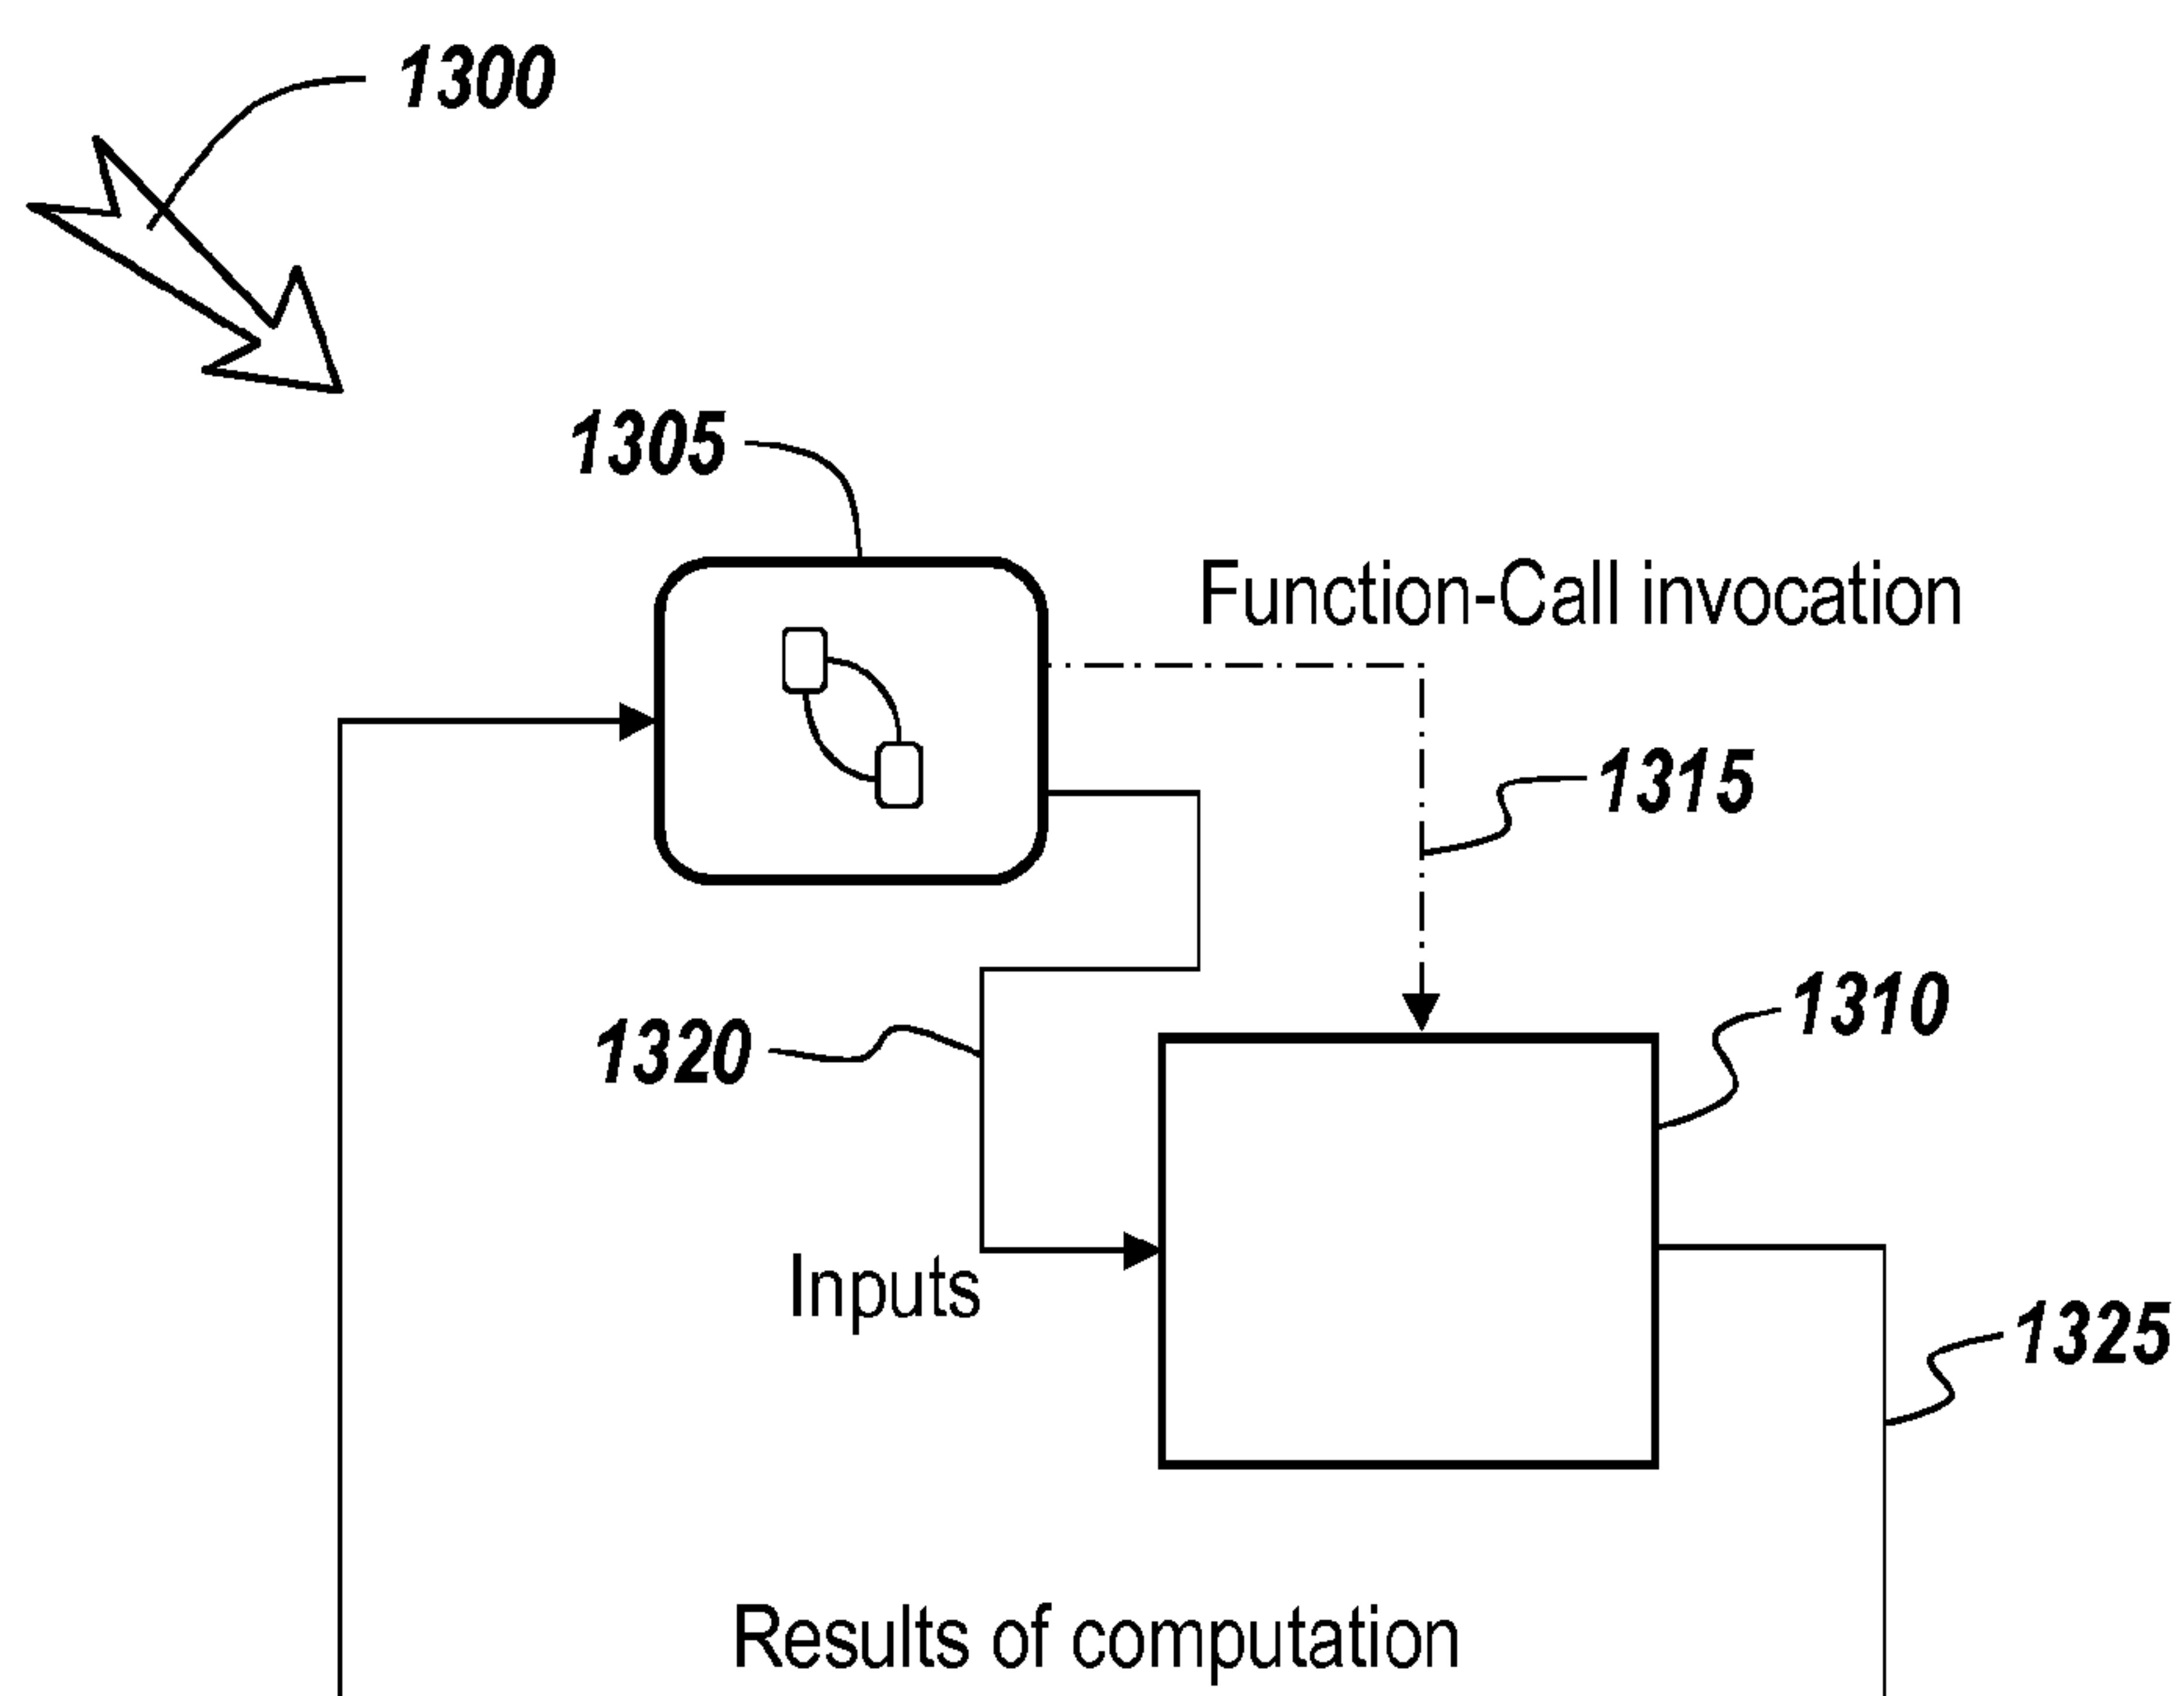 1300
1305
Function-Call invocation
1315
1310
1320
Inputs
1325
Results of computation